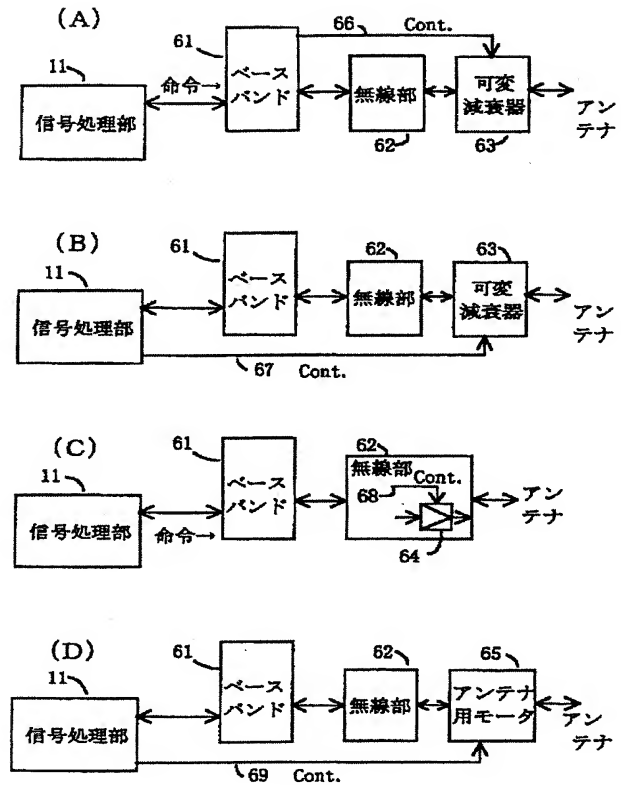 (A)
66 Cont.
61
11
命令→
ベース
バンド
無線部
可変
減衰器
信号処理部
アン
テナ
62
63
(B)
61
62
63
11
ベース
バンド
無線部
可変
減衰器
信号処理部
アン
テナ
67 Cont.
(C)
61
62
11
無線部
Cont.
68
ベース
バンド
信号処理部
命令→
アン
テナ
64
(D)
61
62
65
11
ベース
バンド
無線部
アンテナ
用モータ
信号処理部
アン
テナ
69 Cont.